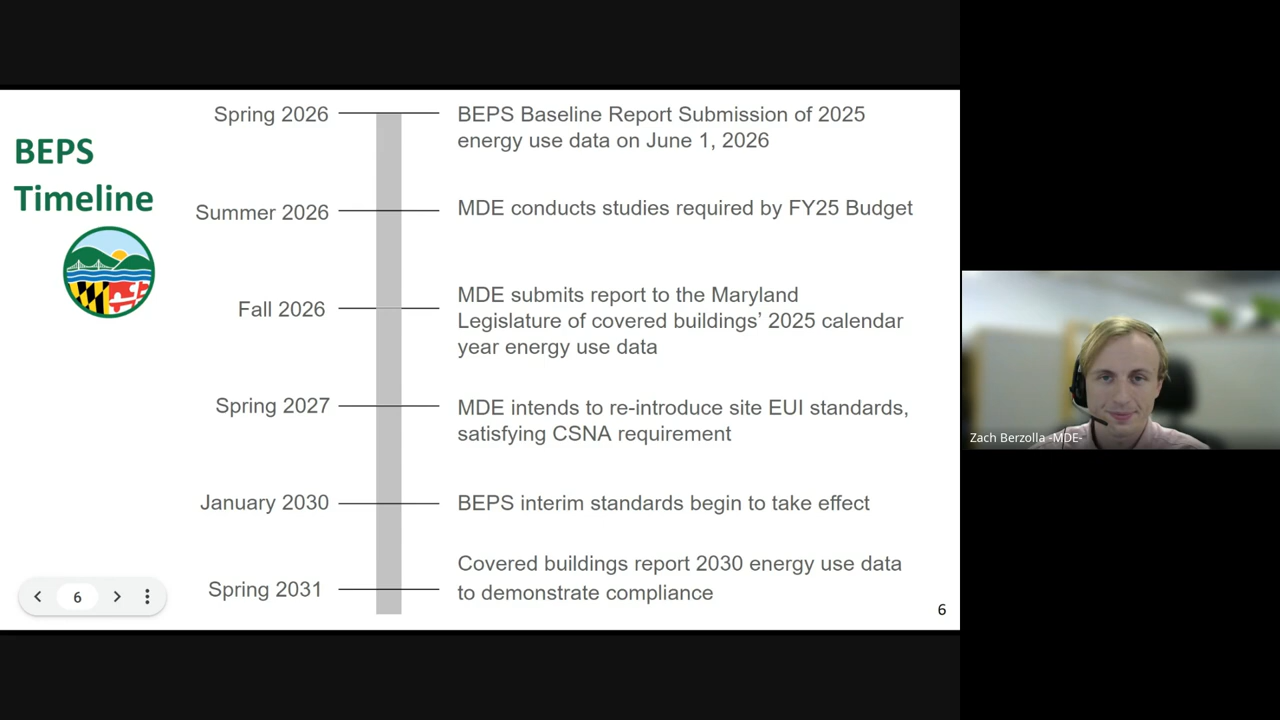 BEPS
Timeline
Spring 2026
BEPS Baseline Report Submission of 2025
energy use data on June 1, 2026
Summer 2026
MDE conducts studies required by FY25 Budget
Fall 2026
MDE submits report to the Maryland
Legislature of covered buildings’ 2025 calendar
year energy use data
Spring 2027
MDE intends to re-introduce site EUI standards,
satisfying CSNA requirement
January 2030
BEPS interim standards begin to take effect
Spring 2031
Covered buildings report 2030 energy use data
to demonstrate compliance
6
6
Zach Berzolla -MDE-